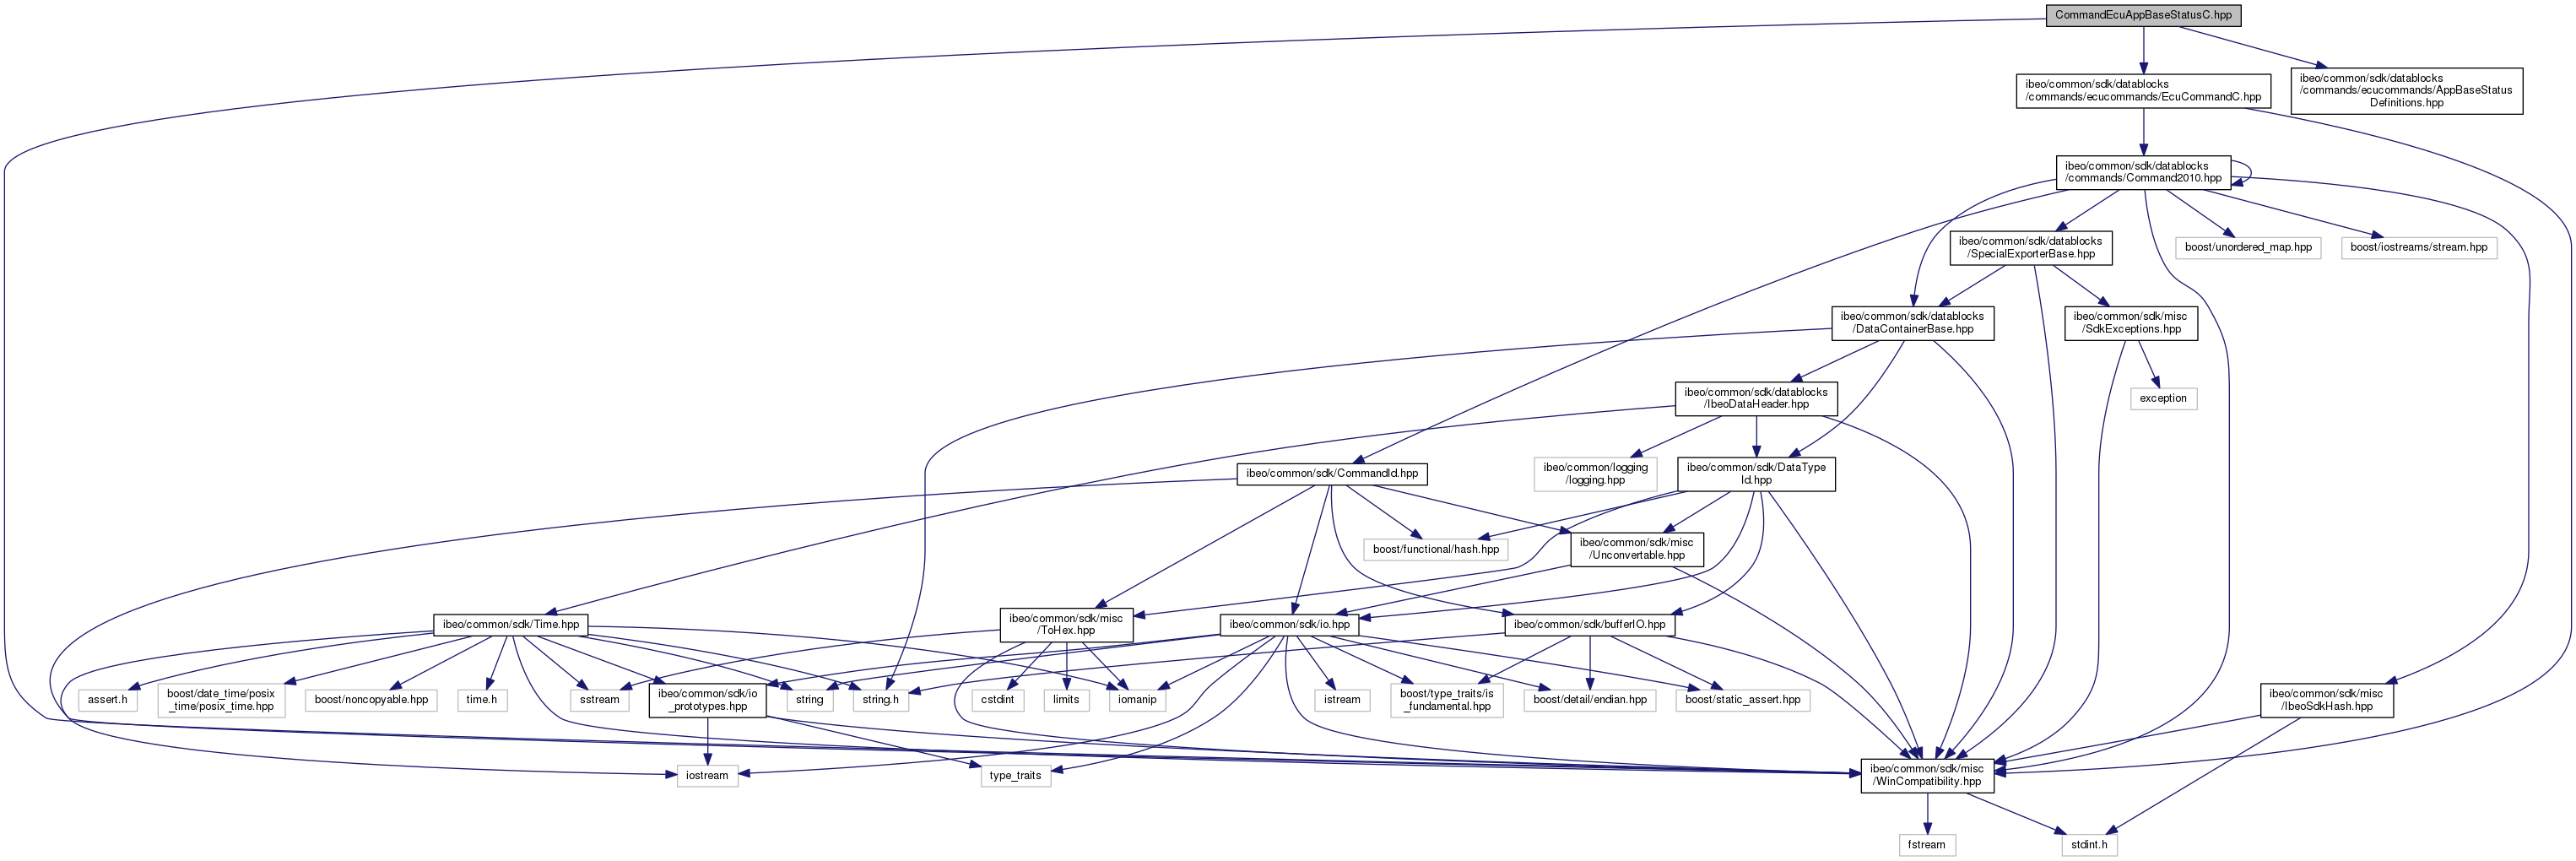 CommandEcuAppBaseStatusC.hpp
ibeo/common/sdk/datablocks
/commands/ecucommands/EcuCommandC.hpp
ibeo/common/sdk/datablocks
/commands/ecucommands/AppBaseStatus
Definitions.hpp
ibeo/common/sdk/datablocks
/commands/Command2010.hpp
ibeo/common/sdk/datablocks
/SpecialExporterBase.hpp
boost/unordered_map.hpp
boost/iostreams/stream.hpp
ibeo/common/sdk/datablocks
/DataContainerBase.hpp
ibeo/common/sdk/misc
/SdkExceptions.hpp
ibeo/common/sdk/datablocks
/IbeoDataHeader.hpp
exception
ibeo/common/sdk/CommandId.hpp
ibeo/common/logging
/logging.hpp
ibeo/common/sdk/DataType
Id.hpp
boost/functional/hash.hpp
ibeo/common/sdk/misc
/Unconvertable.hpp
ibeo/common/sdk/Time.hpp
ibeo/common/sdk/misc
/ToHex.hpp
ibeo/common/sdk/io.hpp
ibeo/common/sdk/bufferIO.hpp
assert.h
boost/date_time/posix
_time/posix_time.hpp
boost/noncopyable.hpp
time.h
sstream
ibeo/common/sdk/io
_prototypes.hpp
string
string.h
cstdint
limits
iomanip
istream
boost/type_traits/is
_fundamental.hpp
boost/detail/endian.hpp
boost/static_assert.hpp
ibeo/common/sdk/misc
/IbeoSdkHash.hpp
iostream
type_traits
ibeo/common/sdk/misc
/WinCompatibility.hpp
fstream
stdint.h